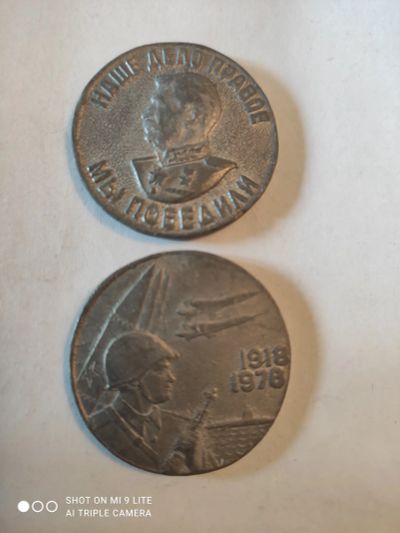 НАШЕ ДЕЛО ПРАВОЕ
МЫ ПОБЕДИЛИ
1918
1978
SHOT ON MI 9 LITE
AI TRIPLE CAMERA